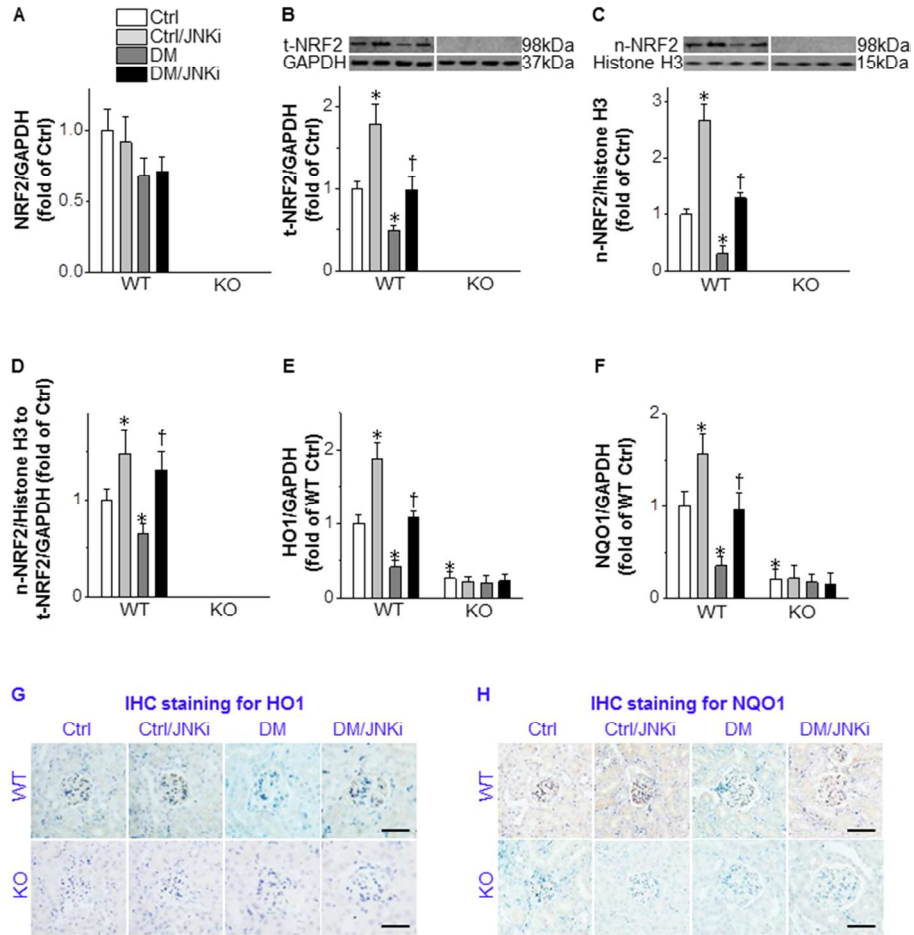 A
Ctrl
Ctrl/JNKi
DM
DM/JNKi
NRF2/GAPDH
(fold of Ctrl)
1.0
0.5
0.0
WT
KO
B
t-NRF2
98kDa
GAPDH
37kDa
t-NRF2/GAPDH
(fold of Ctrl)
2
1
0
*
*
†
WT
KO
C
n-NRF2
98kDa
Histone H3
15kDa
n-NRF2/histone H3
(fold of Ctrl)
3
1
0
*
*
†
WT
KO
D
n-NRF2/Histone H3 to
t-NRF2/GAPDH (fold of Ctrl)
1
0
*
*
†
WT
KO
E
HO1/GAPDH
(fold of WT Ctrl)
2
1
0
*
*
†
*
WT
KO
F
NQO1/GAPDH
(fold of WT Ctrl)
2
1
0
*
*
†
*
WT
KO
G
IHC staining for HO1
Ctrl
Ctrl/JNKi
DM
DM/JNKi
WT
KO
H
IHC staining for NQO1
Ctrl
Ctrl/JNKi
DM
DM/JNKi
WT
KO